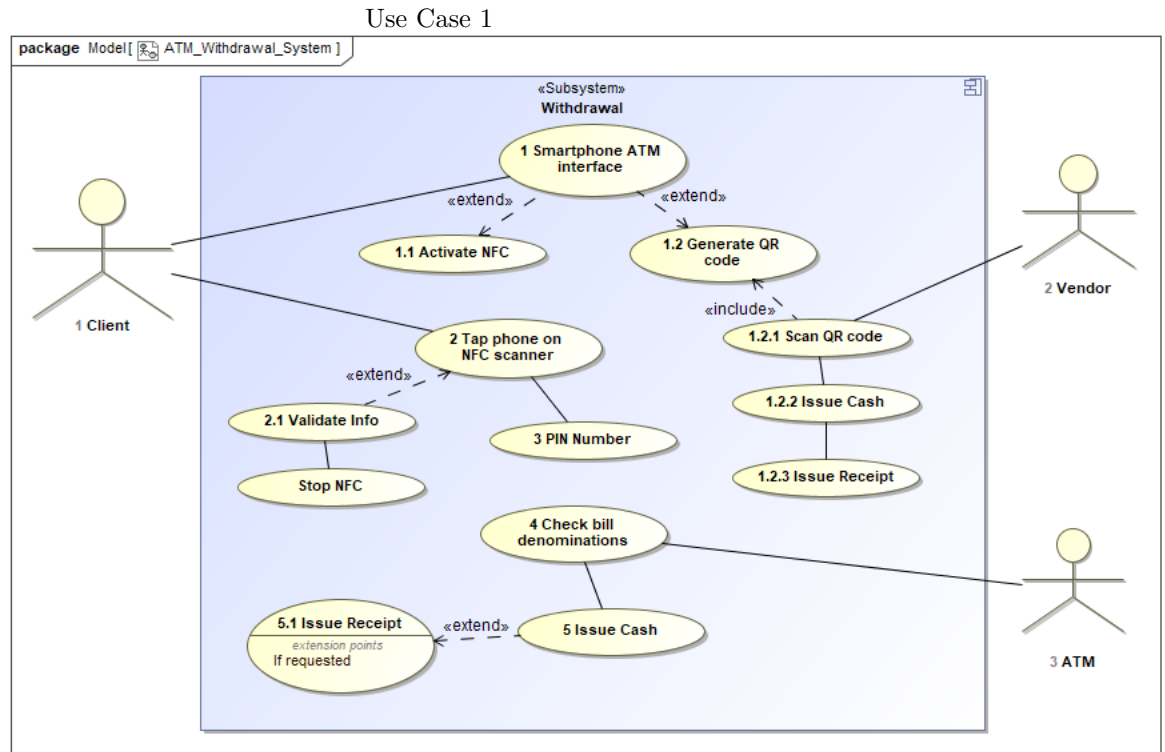 Use Case 1
package Model[ ATM_Withdrawal_System ]
«Subsystem»
Withdrawal
1 Smartphone ATM
interface
«extend»
«extend»
1.1 Activate NFC
1.2 Generate QR
code
1 Client
2 Vendor
«include»
2 Tap phone on
NFC scanner
1.2.1 Scan QR code
«extend»
2.1 Validate Info
1.2.2 Issue Cash
3 PIN Number
Stop NFC
1.2.3 Issue Receipt
4 Check bill
denominations
5.1 Issue Receipt
extension points
If requested
«extend»
5 Issue Cash
3 ATM